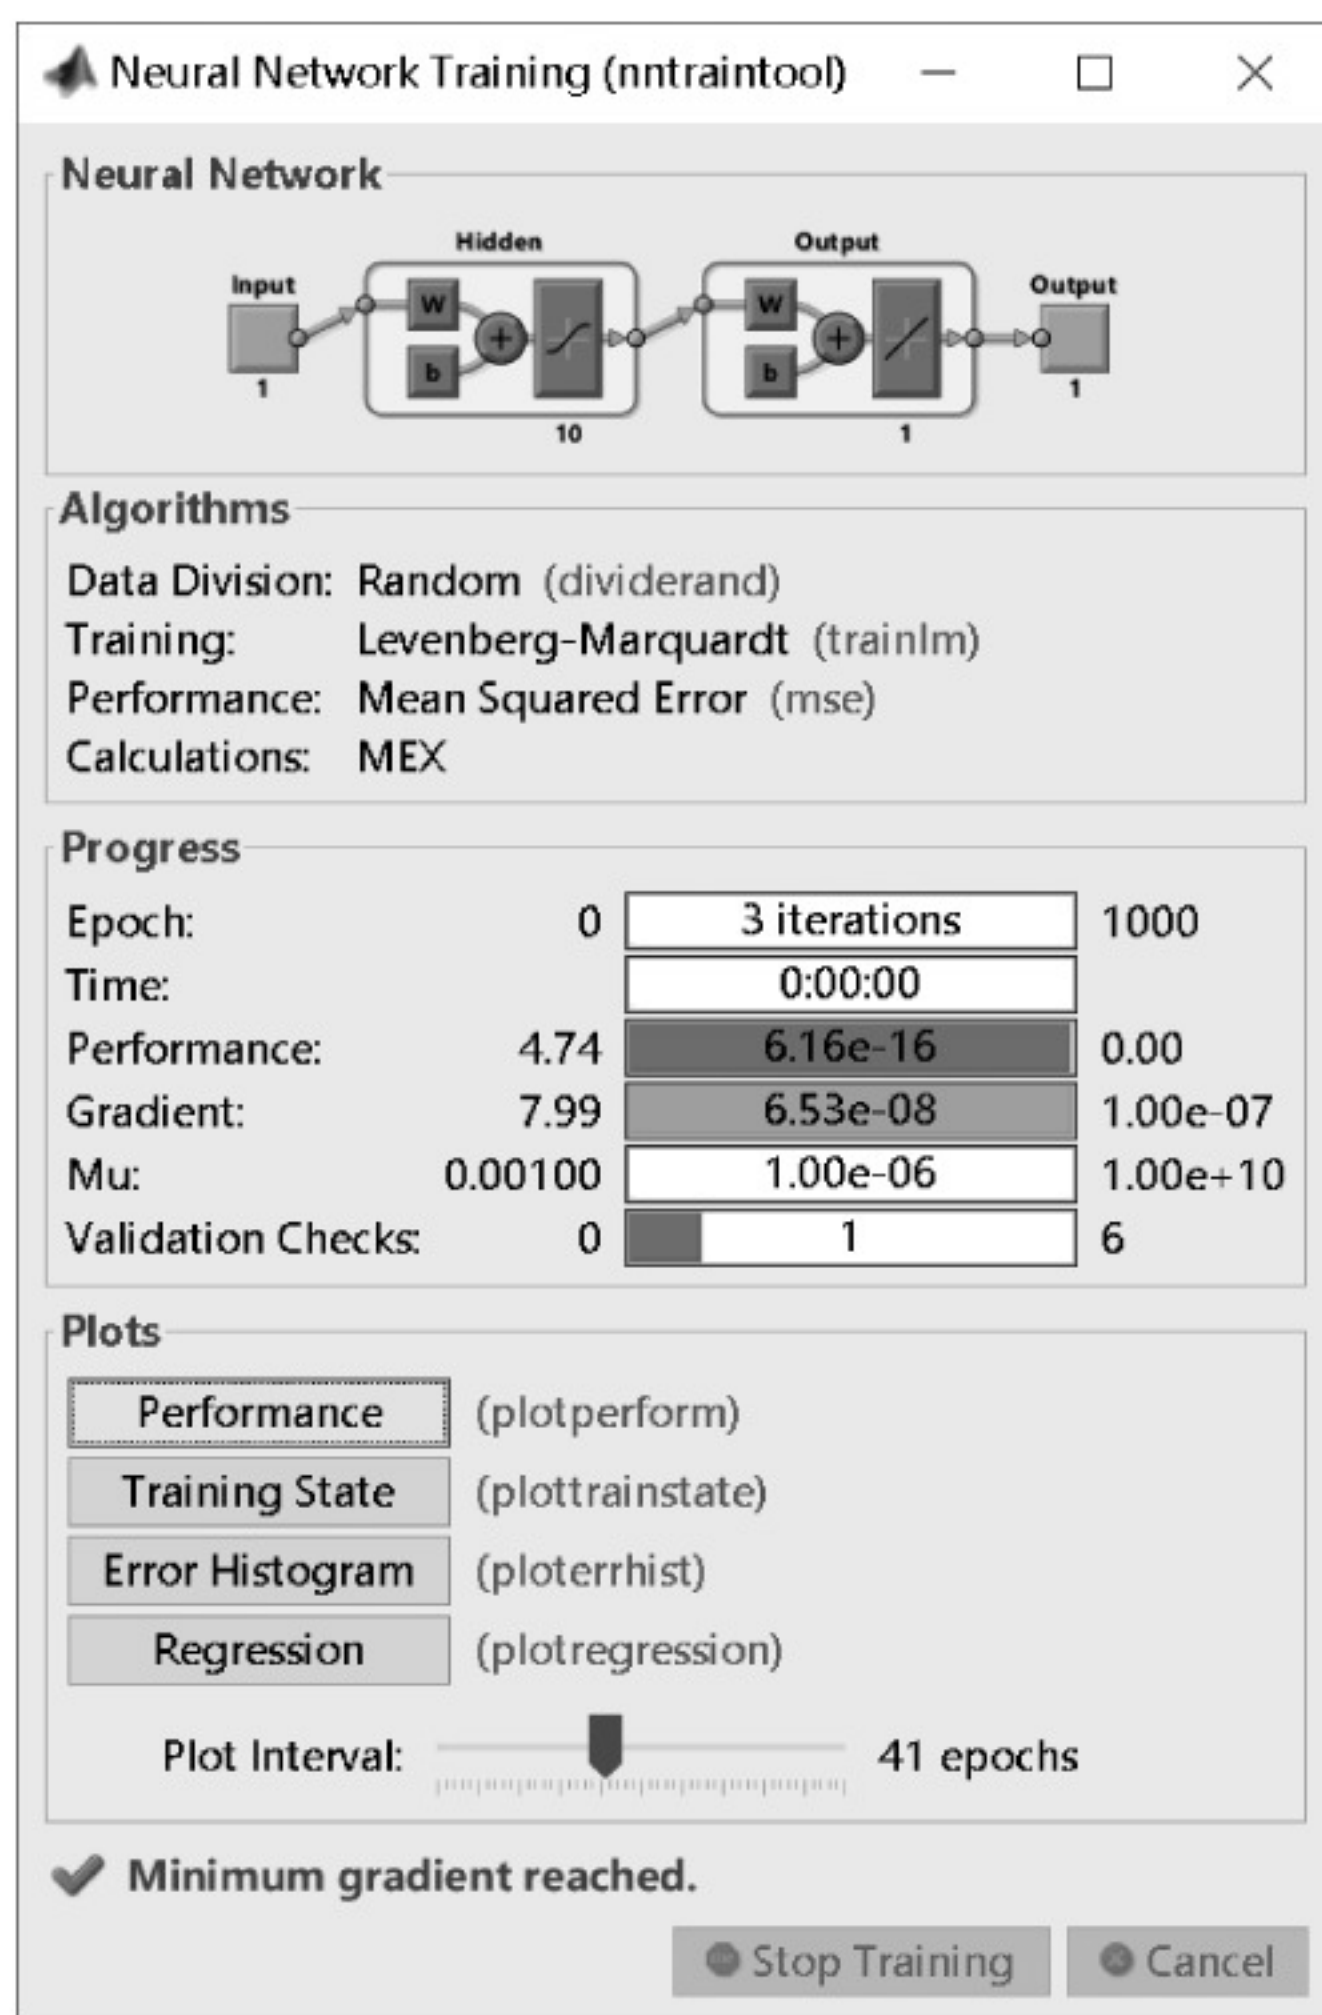 Neural Network Training (nntraintool)
Neural Network
Hidden Output
Input Output
W W
b b
1 1
10 1
Algorithms
Data Division: Random (dividerand)
Training: Levenberg-Marquardt (trainlm)
Performance: Mean Squared Error (mse)
Calculations: MEX
Progress
Epoch: 0 3 iterations 1000
Time: 0:00:00
Performance: 4.74 6.16e-16 0.00
Gradient: 7.99 6.53e-08 1.00e-07
Mu: 0.00100 1.00e-06 1.00e+10
Validation Checks: 0 1 6
Plots
Performance (plotperform)
Training State (plottrainstate)
Error Histogram (ploterrhist)
Regression (plotregression)
Plot Interval: 41 epochs
Minimum gradient reached.
Stop Training Cancel